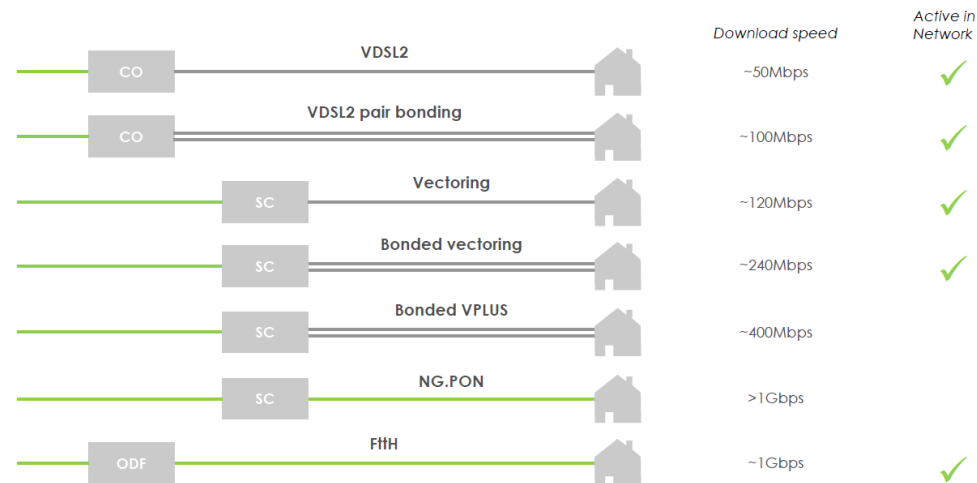 Download speed
Active in
Network
VDSL2
CO
~50Mbps
VDSL2 pair bonding
CO
~100Mbps
Vectoring
SC
~120Mbps
Bonded vectoring
SC
~240Mbps
Bonded VPLUS
SC
~400Mbps
NG.PON
SC
>1Gbps
FttH
ODF
~1Gbps